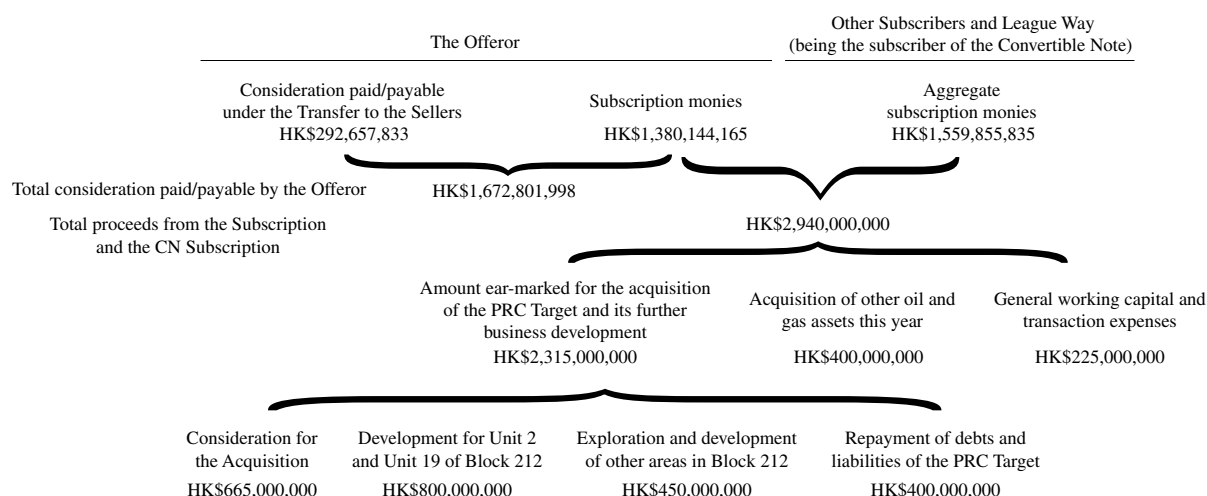 The Offeror
Other Subscribers and League Way
(being the subscriber of the Convertible Note)
Consideration paid/payable
under the Transfer to the Sellers
HK$292,657,833
Subscription monies
HK$1,380,144,165
Aggregate
subscription monies
HK$1,559,855,835
Total consideration paid/payable by the Offeror
HK$1,672,801,998
Total proceeds from the Subscription
and the CN Subscription
HK$2,940,000,000
Amount ear-marked for the acquisition
of the PRC Target and its further
business development
HK$2,315,000,000
Acquisition of other oil and
gas assets this year
HK$400,000,000
General working capital and
transaction expenses
HK$225,000,000
Consideration for
the Acquisition
HK$665,000,000
Development for Unit 2
and Unit 19 of Block 212
HK$800,000,000
Exploration and development
of other areas in Block 212
HK$450,000,000
Repayment of debts and
liabilities of the PRC Target
HK$400,000,000